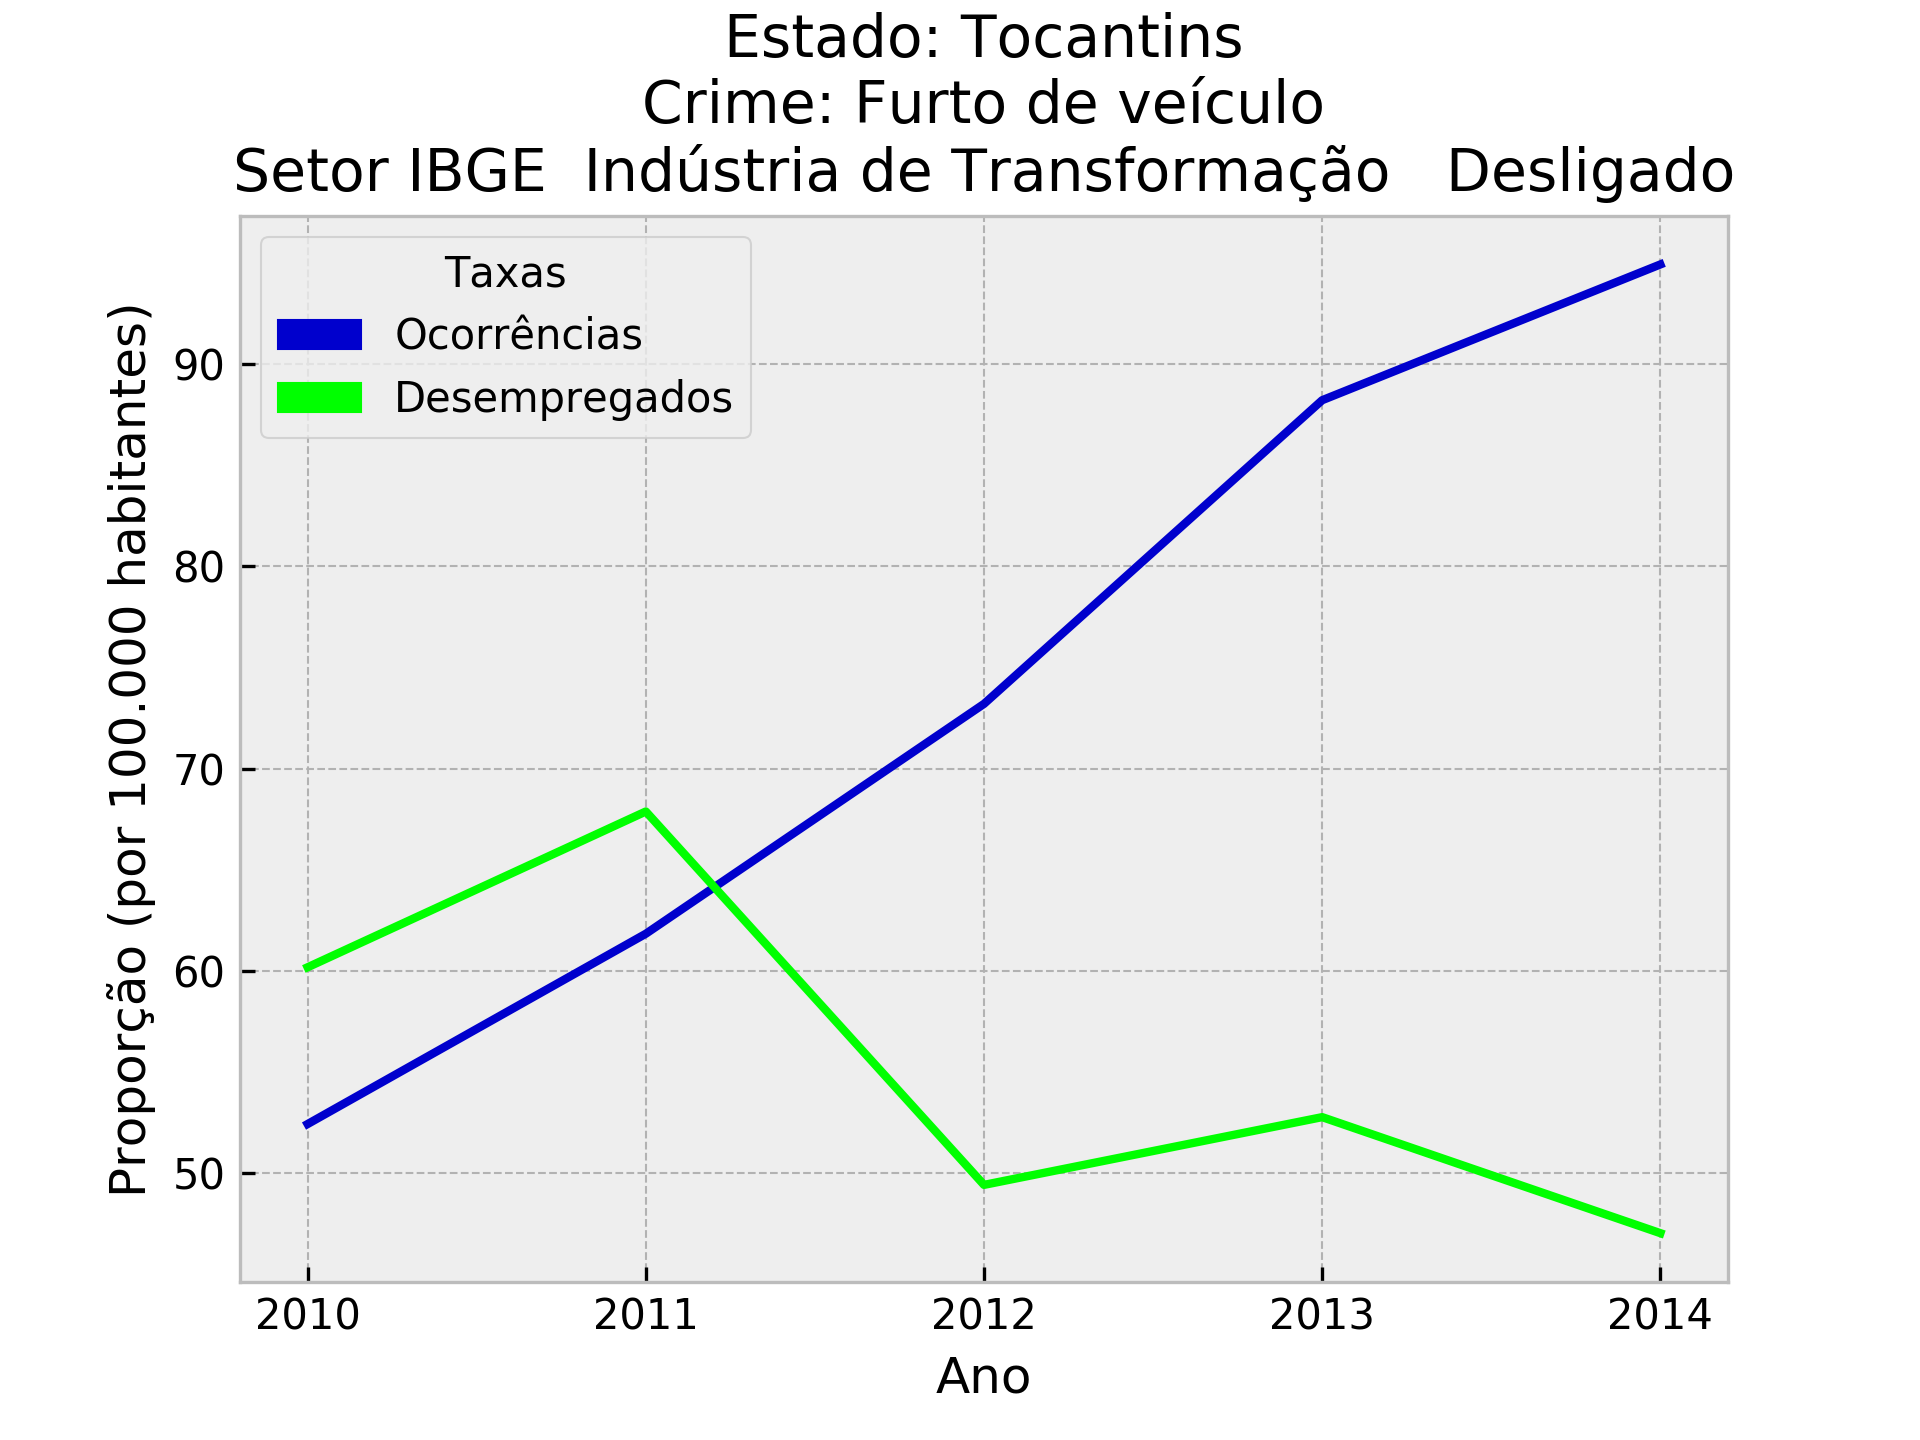 Estado: Tocantins
Crime: Furto de veículo
Setor IBGE  Indústria de Transformação   Desligado
Taxas
Ocorrências
Desempregados
Proporção (por 100.000 habitantes)
90
80
70
60
50
2010 2011 2012 2013 2014
Ano